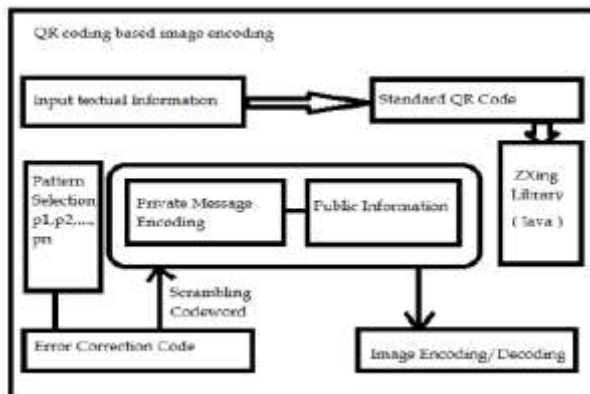 QR coding based image encoding
Input textual Information
Standard QR Code
Pattern
Selection
p1,p2,....,
pn
Private Message
Encoding
Public Information
ZXing
Library
( Java )
Scrambling
Codeword
Error Correction Code
Image Encoding/Decoding